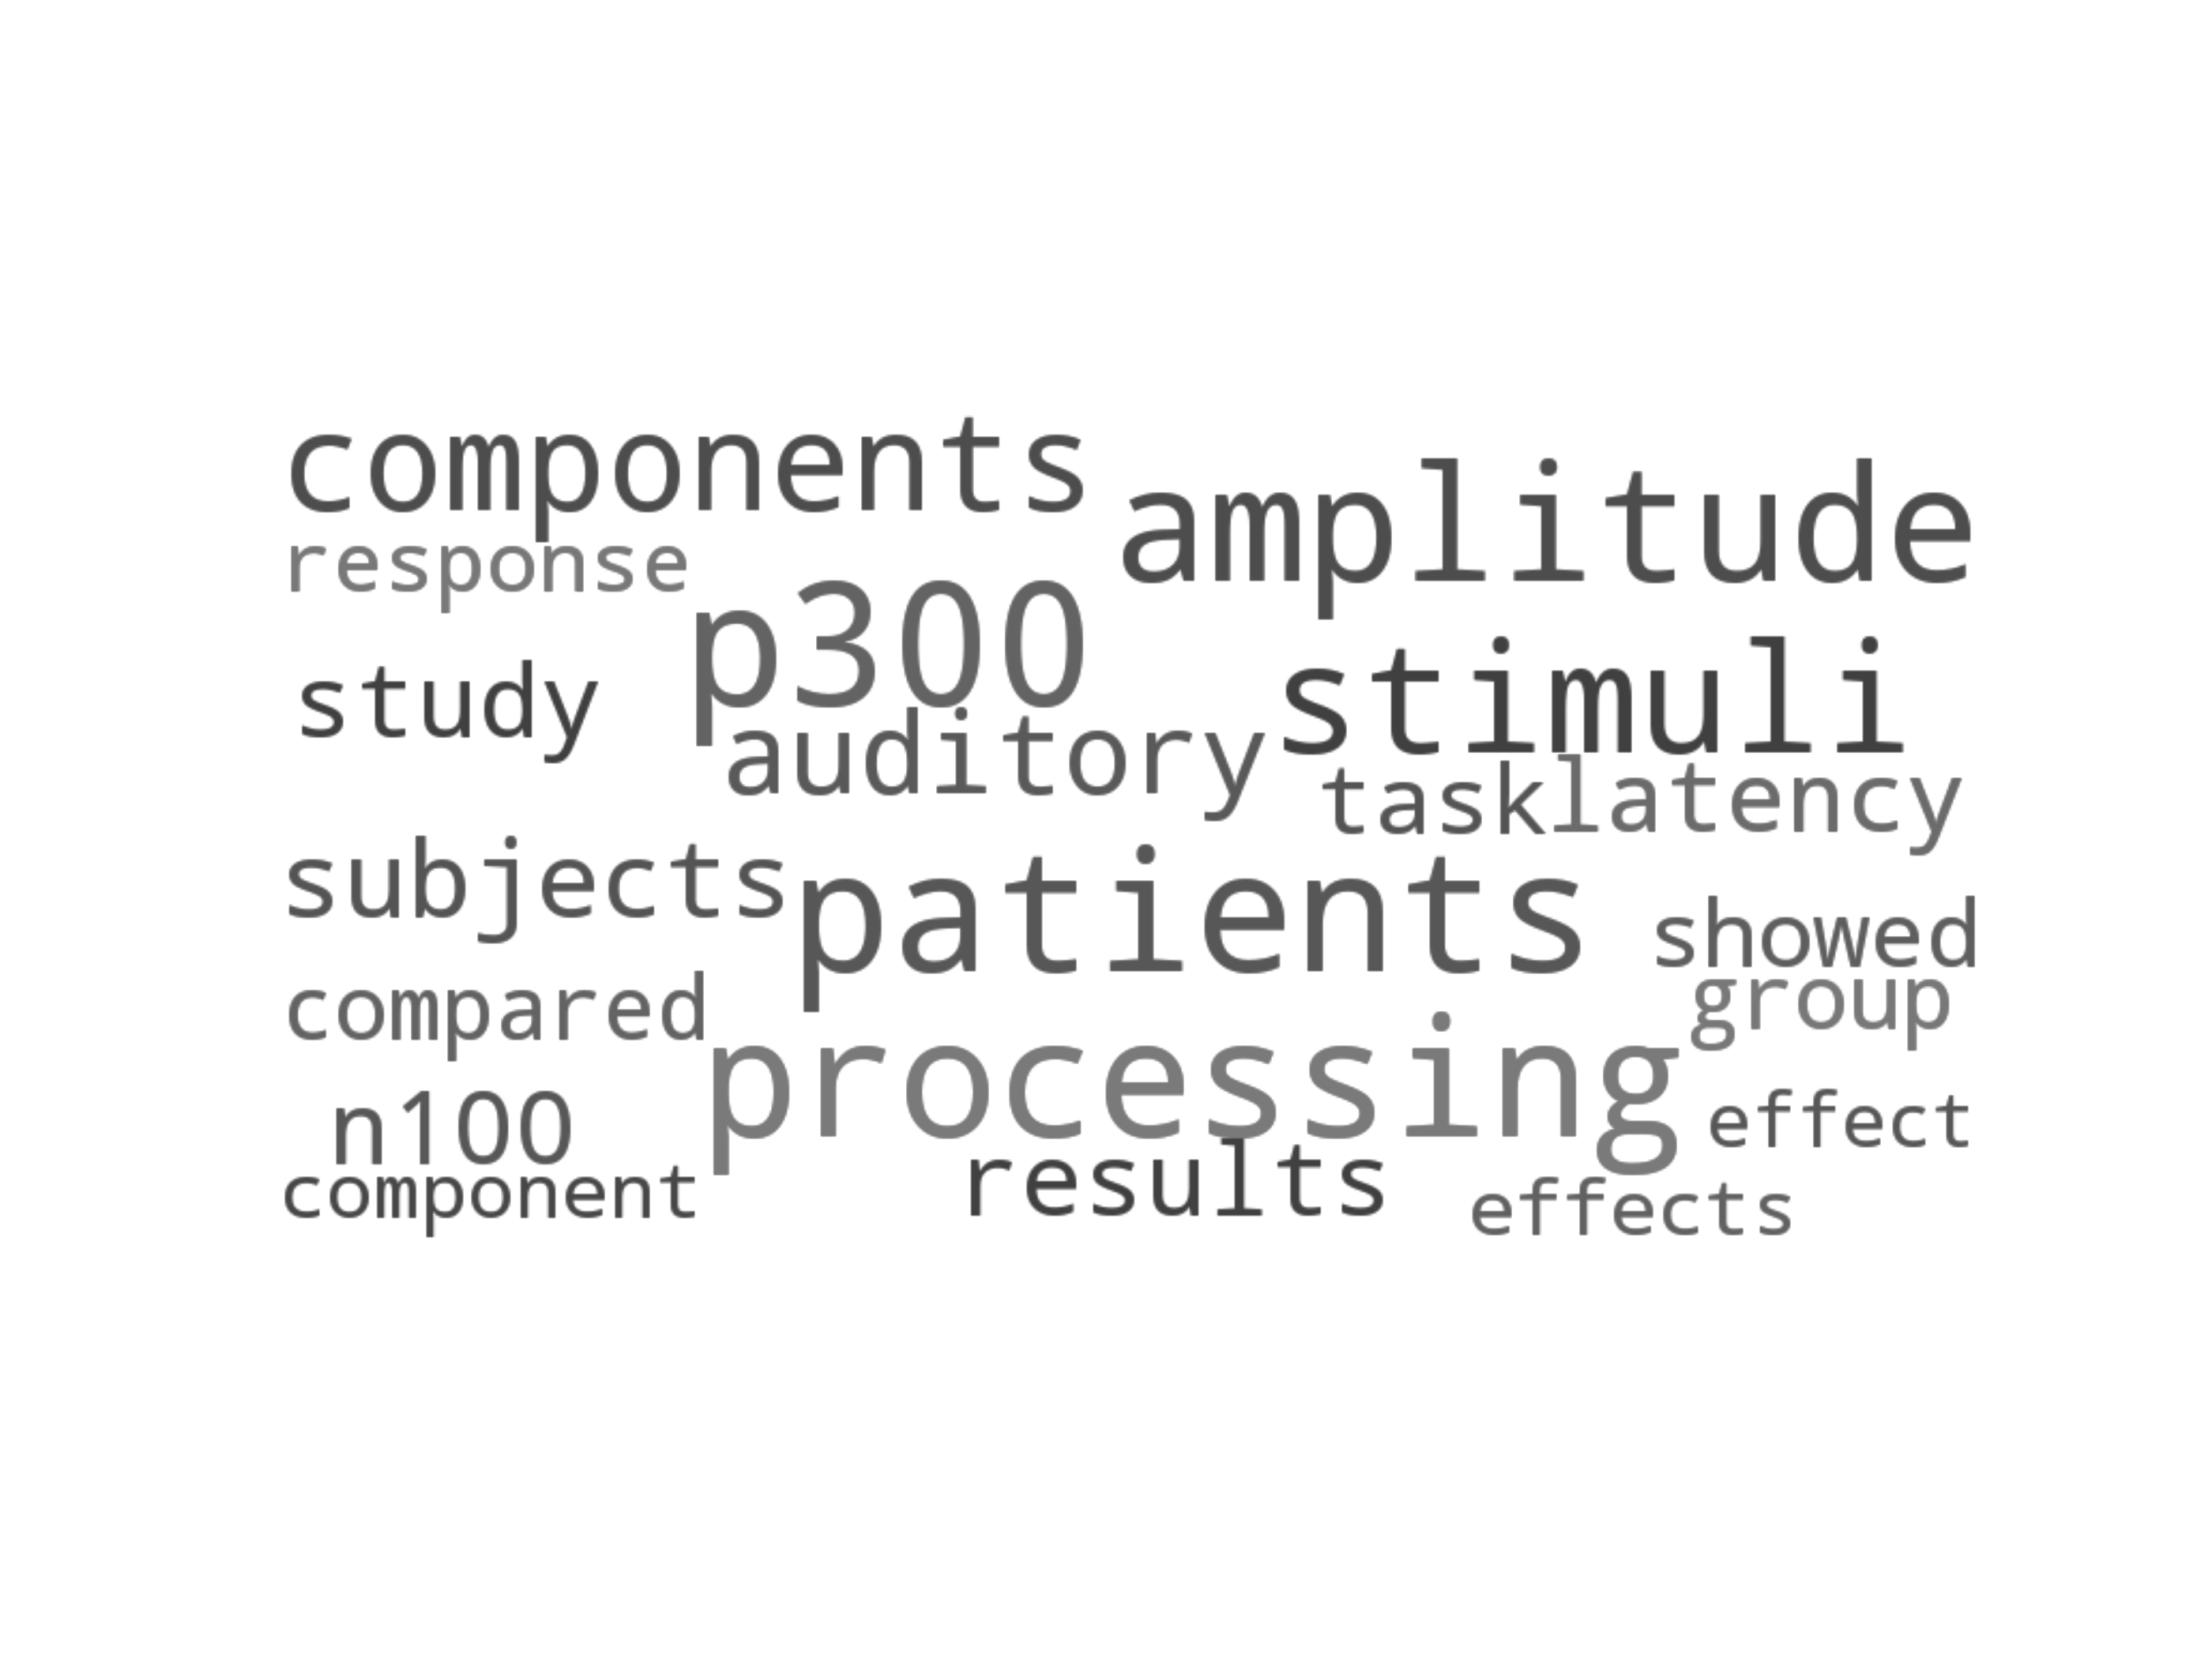 components
amplitude
response
p300
stimuli
study
auditory
task
latency
subjects
patients
showed
compared
group
processing
n100
effect
component
results
effects